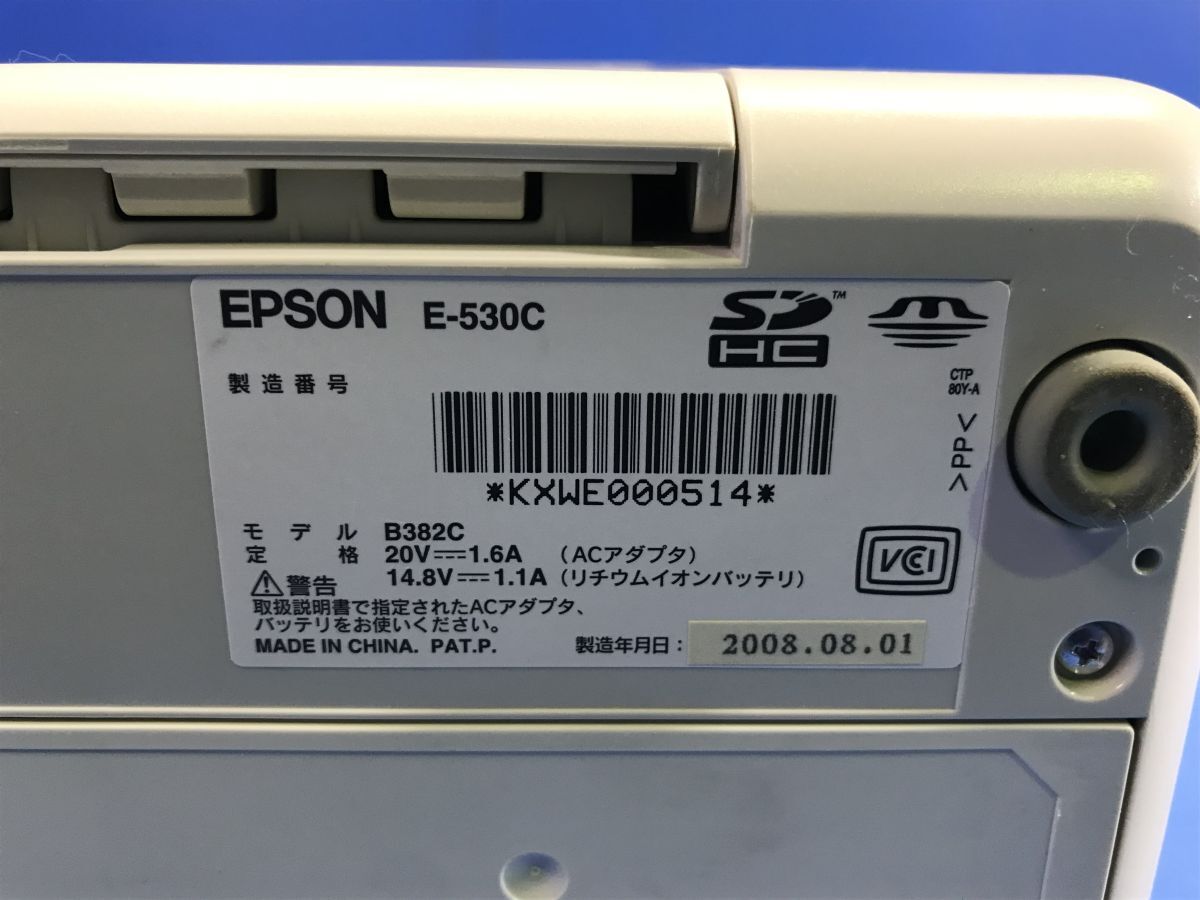 EPSON E-530C
SD™
HC
製造番号
CTP
80Y-A
>PP<
*KXWE000514*
モデル B382C
定格 20V⎓1.6A (ACアダプタ)
14.8V⎓1.1A (リチウムイオンバッテリ)
⚠警告
VCCI
取扱説明書で指定されたACアダプタ、
バッテリをお使いください。
MADE IN CHINA. PAT.P. 製造年月日：2008.08.01